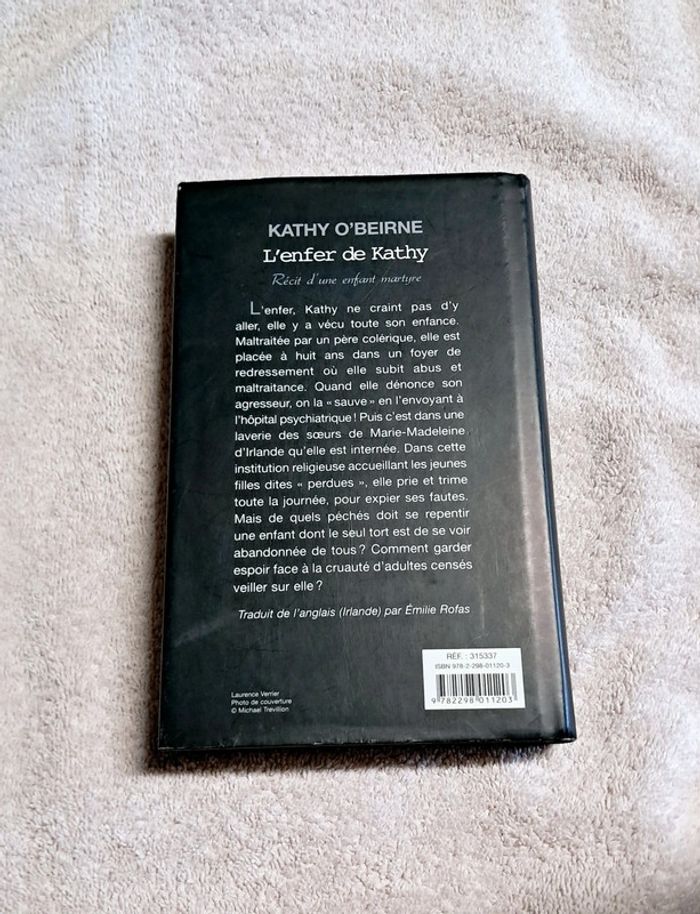 KATHY O'BEIRNE
L'enfer de Kathy
Récit d'une enfant martyre
L'enfer, Kathy ne craint pas d'y
aller, elle y a vécu toute son enfance.
Maltraitée par un père colérique, elle est
placée à huit ans dans un foyer de
redressement où elle subit abus et
maltraitance. Quand elle dénonce son
agresseur, on la « sauve » en l'envoyant à
l'hôpital psychiatrique ! Puis c'est dans une
laverie des sœurs de Marie-Madeleine
d'Irlande qu'elle est internée. Dans cette
institution religieuse accueillant les jeunes
filles dites « perdues », elle prie et trime
toute la journée, pour expier ses fautes.
Mais de quels péchés doit se repentir
une enfant dont le seul tort est de se voir
abandonnée de tous ? Comment garder
espoir face à la cruauté d'adultes censés
veiller sur elle ?
Traduit de l'anglais (Irlande) par Émilie Rofas
RÉF. : 315337
ISBN 978-2-298-01120-3
9 782298 011203
Laurence Verrier
Photo de couverture
© Michael Trevillion